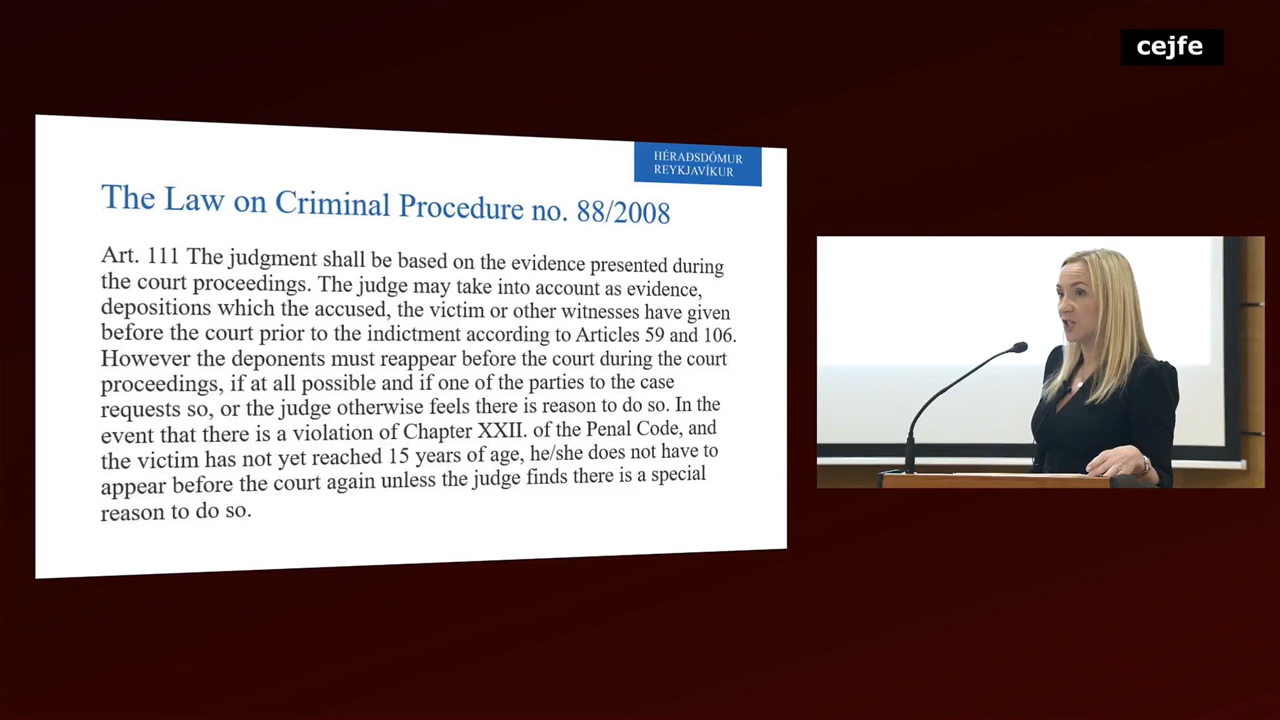 cejfe
HÉRAÐSDÓMUR
REYKJAVÍKUR
The Law on Criminal Procedure no. 88/2008
Art. 111 The judgment shall be based on the evidence presented during
the court proceedings. The judge may take into account as evidence,
depositions which the accused, the victim or other witnesses have given
before the court prior to the indictment according to Articles 59 and 106.
However the deponents must reappear before the court during the court
proceedings, if at all possible and if one of the parties to the case
requests so, or the judge otherwise feels there is reason to do so. In the
event that there is a violation of Chapter XXII. of the Penal Code, and
the victim has not yet reached 15 years of age, he/she does not have to
appear before the court again unless the judge finds there is a special
reason to do so.